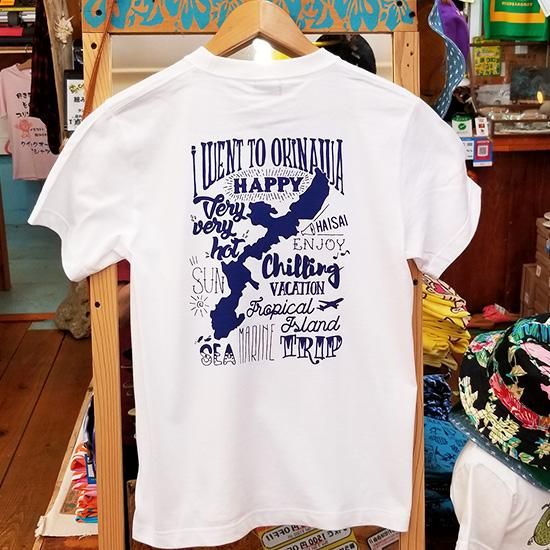 i WENT TO OKINAWA
HAPPY
Very
very
hot
HAISAI
ENJOY
SUN
Chilling
VACATION
Tropical
Island
SEA
MARINE
TRIP